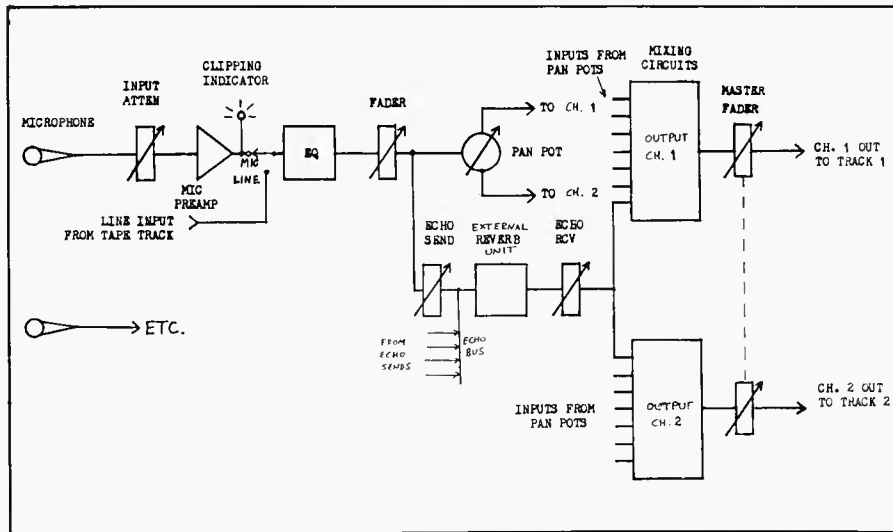 MICROPHONE
INPUT
ATTEN
CLIPPING
INDICATOR
MIC
PREAMP
MIC
LINE
LINE INPUT
FROM TAPE TRACK
EQ
FADER
PAN POT
TO CH. 1
TO CH. 2
INPUTS FROM
PAN POTS
MIXING
CIRCUITS
OUTPUT
CH. 1
MASTER
FADER
CH. 1 OUT
TO TRACK 1
ECHO
SEND
EXTERNAL
REVERB
UNIT
ECHO
RCV
FROM
ECHO
SENDS
ECHO
BUS
ETC.
INPUTS FROM
PAN POTS
OUTPUT
CH. 2
CH. 2 OUT
TO TRACK 2